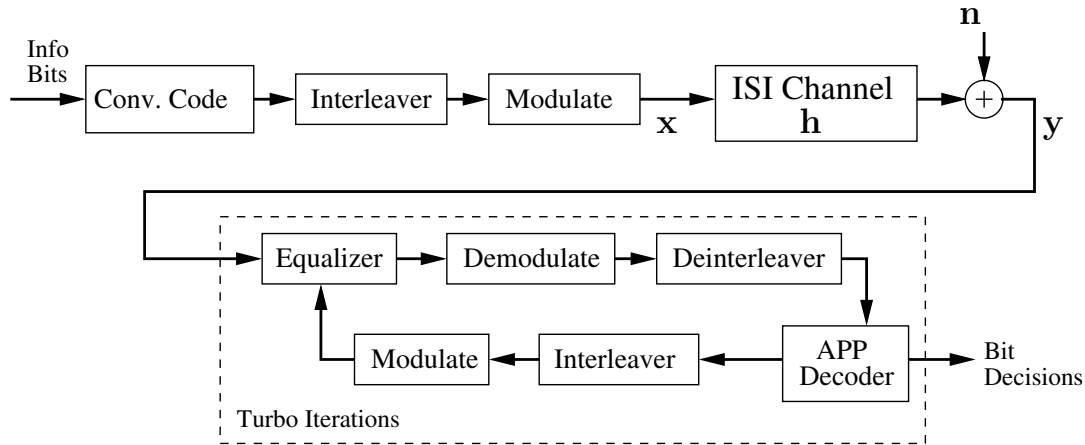 Info
Bits
Conv. Code
Interleaver
Modulate
x
ISI Channel
h
n
+
y
Equalizer
Demodulate
Deinterleaver
Modulate
Interleaver
APP
Decoder
Bit
Decisions
Turbo Iterations